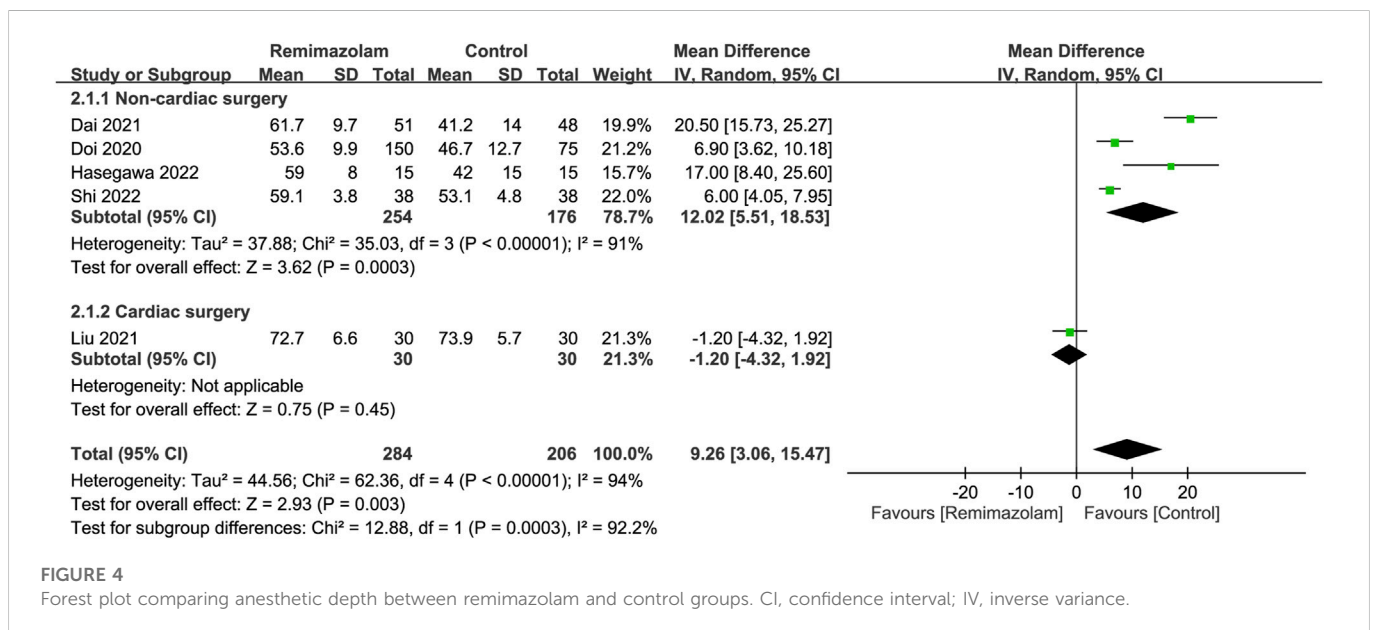 Remimazolam Control Mean Difference Mean Difference
Study or Subgroup Mean SD Total Mean SD Total Weight IV, Random, 95% CI IV, Random, 95% CI
2.1.1 Non-cardiac surgery
Dai 2021 61.7 9.7 51 41.2 14 48 19.9% 20.50 [15.73, 25.27]
Doi 2020 53.6 9.9 150 46.7 12.7 75 21.2% 6.90 [3.62, 10.18]
Hasegawa 2022 59 8 15 42 15 15 15.7% 17.00 [8.40, 25.60]
Shi 2022 59.1 3.8 38 53.1 4.8 38 22.0% 6.00 [4.05, 7.95]
Subtotal (95% CI) 254 176 78.7% 12.02 [5.51, 18.53]
Heterogeneity: Tau² = 37.88; Chi² = 35.03, df = 3 (P < 0.00001); I² = 91%
Test for overall effect: Z = 3.62 (P = 0.0003)
2.1.2 Cardiac surgery
Liu 2021 72.7 6.6 30 73.9 5.7 30 21.3% -1.20 [-4.32, 1.92]
Subtotal (95% CI) 30 30 21.3% -1.20 [-4.32, 1.92]
Heterogeneity: Not applicable
Test for overall effect: Z = 0.75 (P = 0.45)
Total (95% CI) 284 206 100.0% 9.26 [3.06, 15.47]
Heterogeneity: Tau² = 44.56; Chi² = 62.36, df = 4 (P < 0.00001); I² = 94%
Test for overall effect: Z = 2.93 (P = 0.003)
Test for subgroup differences: Chi² = 12.88, df = 1 (P = 0.0003), I² = 92.2%
-20 -10 0 10 20
Favours [Remimazolam] Favours [Control]
FIGURE 4
Forest plot comparing anesthetic depth between remimazolam and control groups. CI, confidence interval; IV, inverse variance.